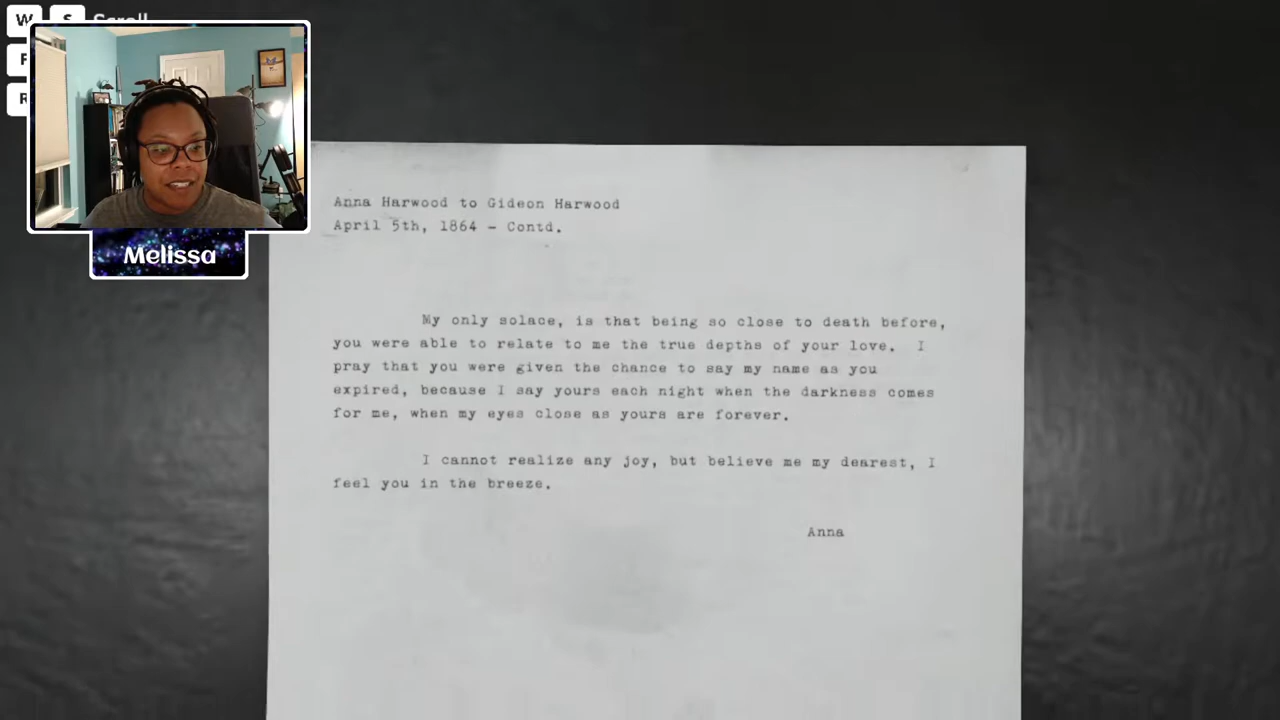 W S Scroll
F
R
Melissa
Anna Harwood to Gideon Harwood
April 5th, 1864 - Contd.
My only solace, is that being so close to death before,
you were able to relate to me the true depths of your love. I
pray that you were given the chance to say my name as you
expired, because I say yours each night when the darkness comes
for me, when my eyes close as yours are forever.
I cannot realize any joy, but believe me my dearest, I
feel you in the breeze.
Anna